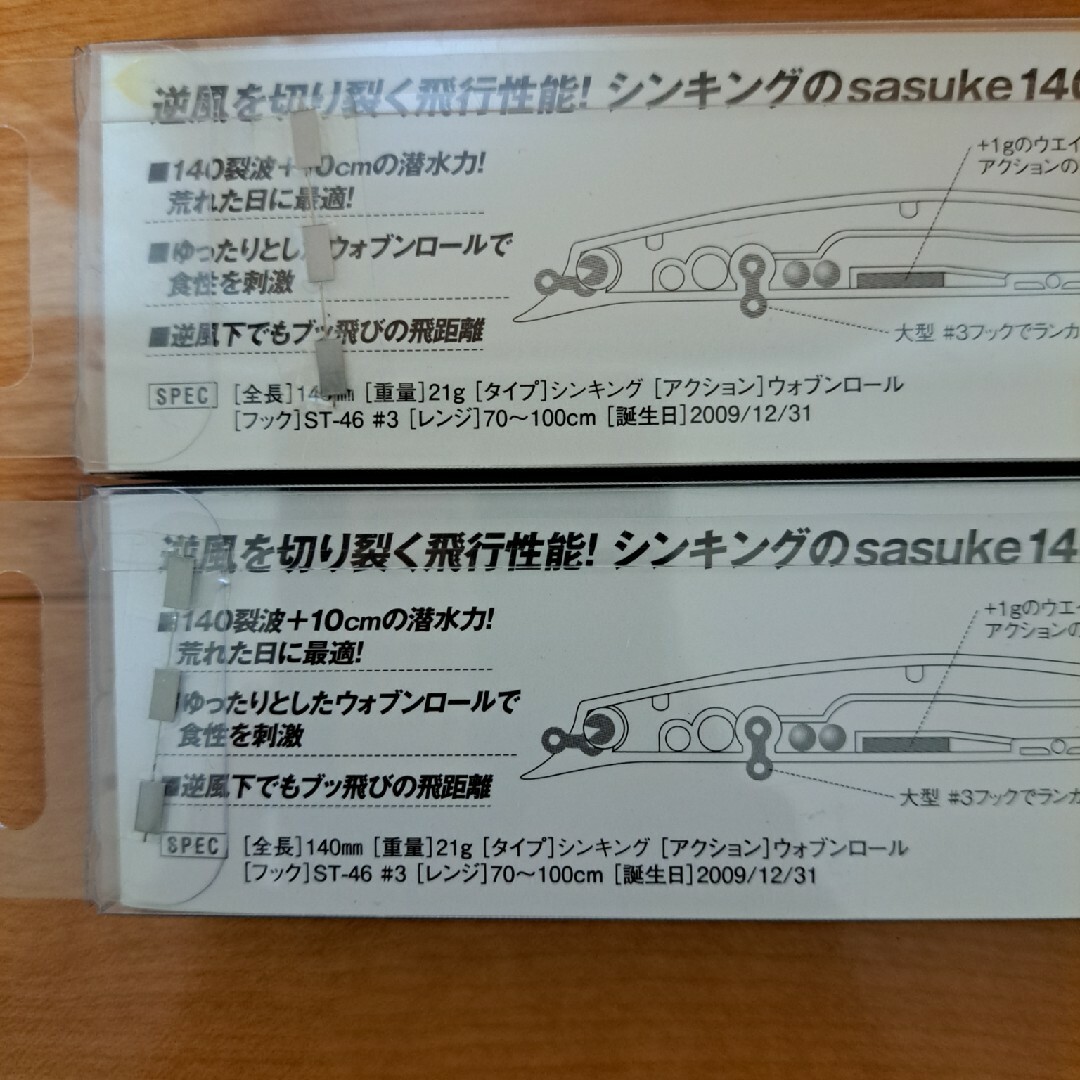 逆風を切り裂く飛行性能! シンキングのsasuke140
■140裂波+10cmの潜水力!
荒れた日に最適!
■ゆったりとしたウォブンロールで
食性を刺激
■逆風下でもブッ飛びの飛距離
+1gのウエイ
アクションの
大型 #3フックでランカ
SPEC [全長]140mm [重量]21g [タイプ]シンキング [アクション]ウォブンロール
[フック]ST-46 #3 [レンジ]70〜100cm [誕生日]2009/12/31
逆風を切り裂く飛行性能! シンキングのsasuke14
■140裂波+10cmの潜水力!
荒れた日に最適!
■ゆったりとしたウォブンロールで
食性を刺激
■逆風下でもブッ飛びの飛距離
+1gのウエイ
アクションの
大型 #3フックでランカ
SPEC [全長]140mm [重量]21g [タイプ]シンキング [アクション]ウォブンロール
[フック]ST-46 #3 [レンジ]70〜100cm [誕生日]2009/12/31